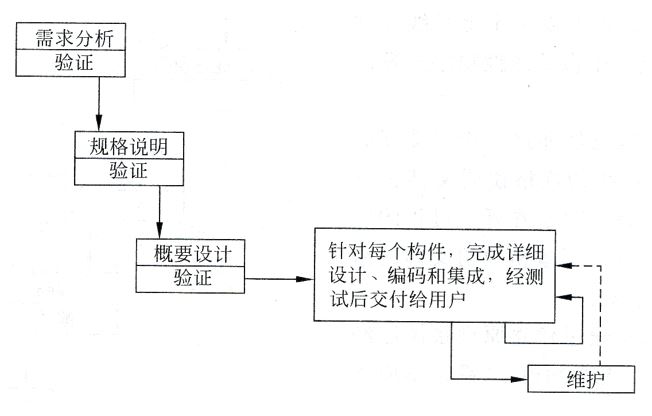 需求分析
验证
规格说明
验证
概要设计
验证
针对每个构件，完成详细
设计、编码和集成，经测
试后交付给用户
维护